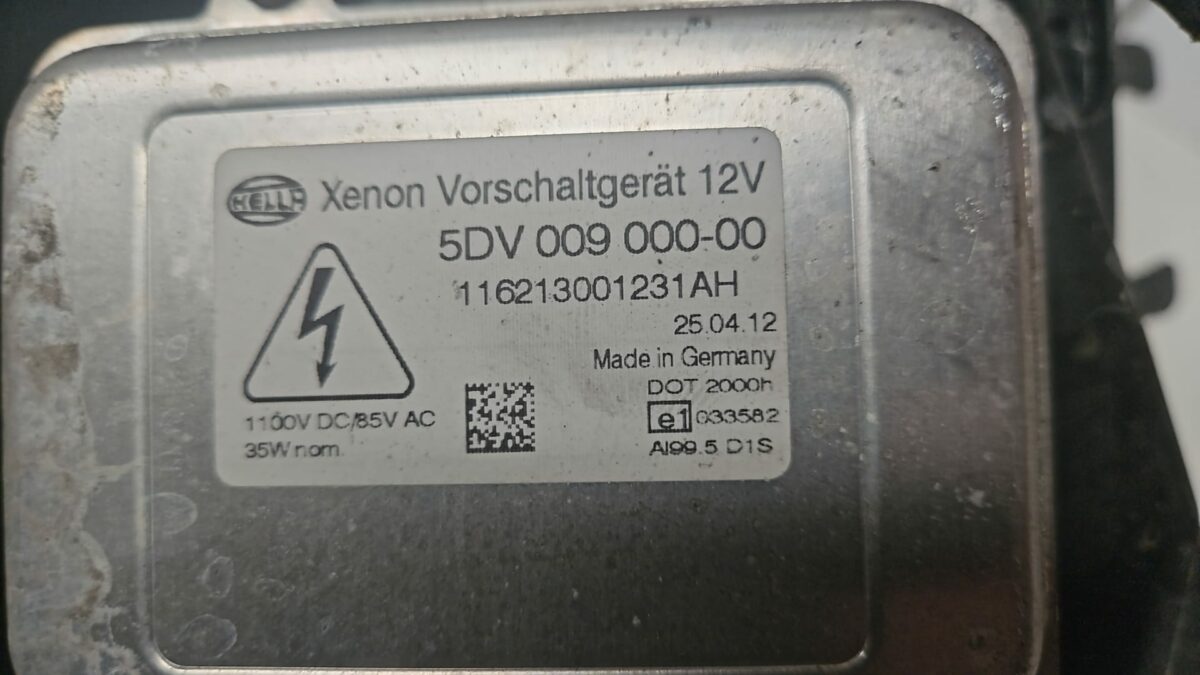 HELLA Xenon Vorschaltgerät 12V
5DV 009 000-00
116213001231AH
25.04.12
Made in Germany
DOT 2000h
e1 033582
Al99.5 D1S
1100V DC/85V AC
35W nom.